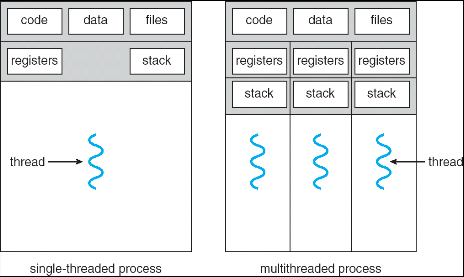 code data files
registers stack
thread
single-threaded process
code data files
registers registers registers
stack stack stack
thread
multithreaded process